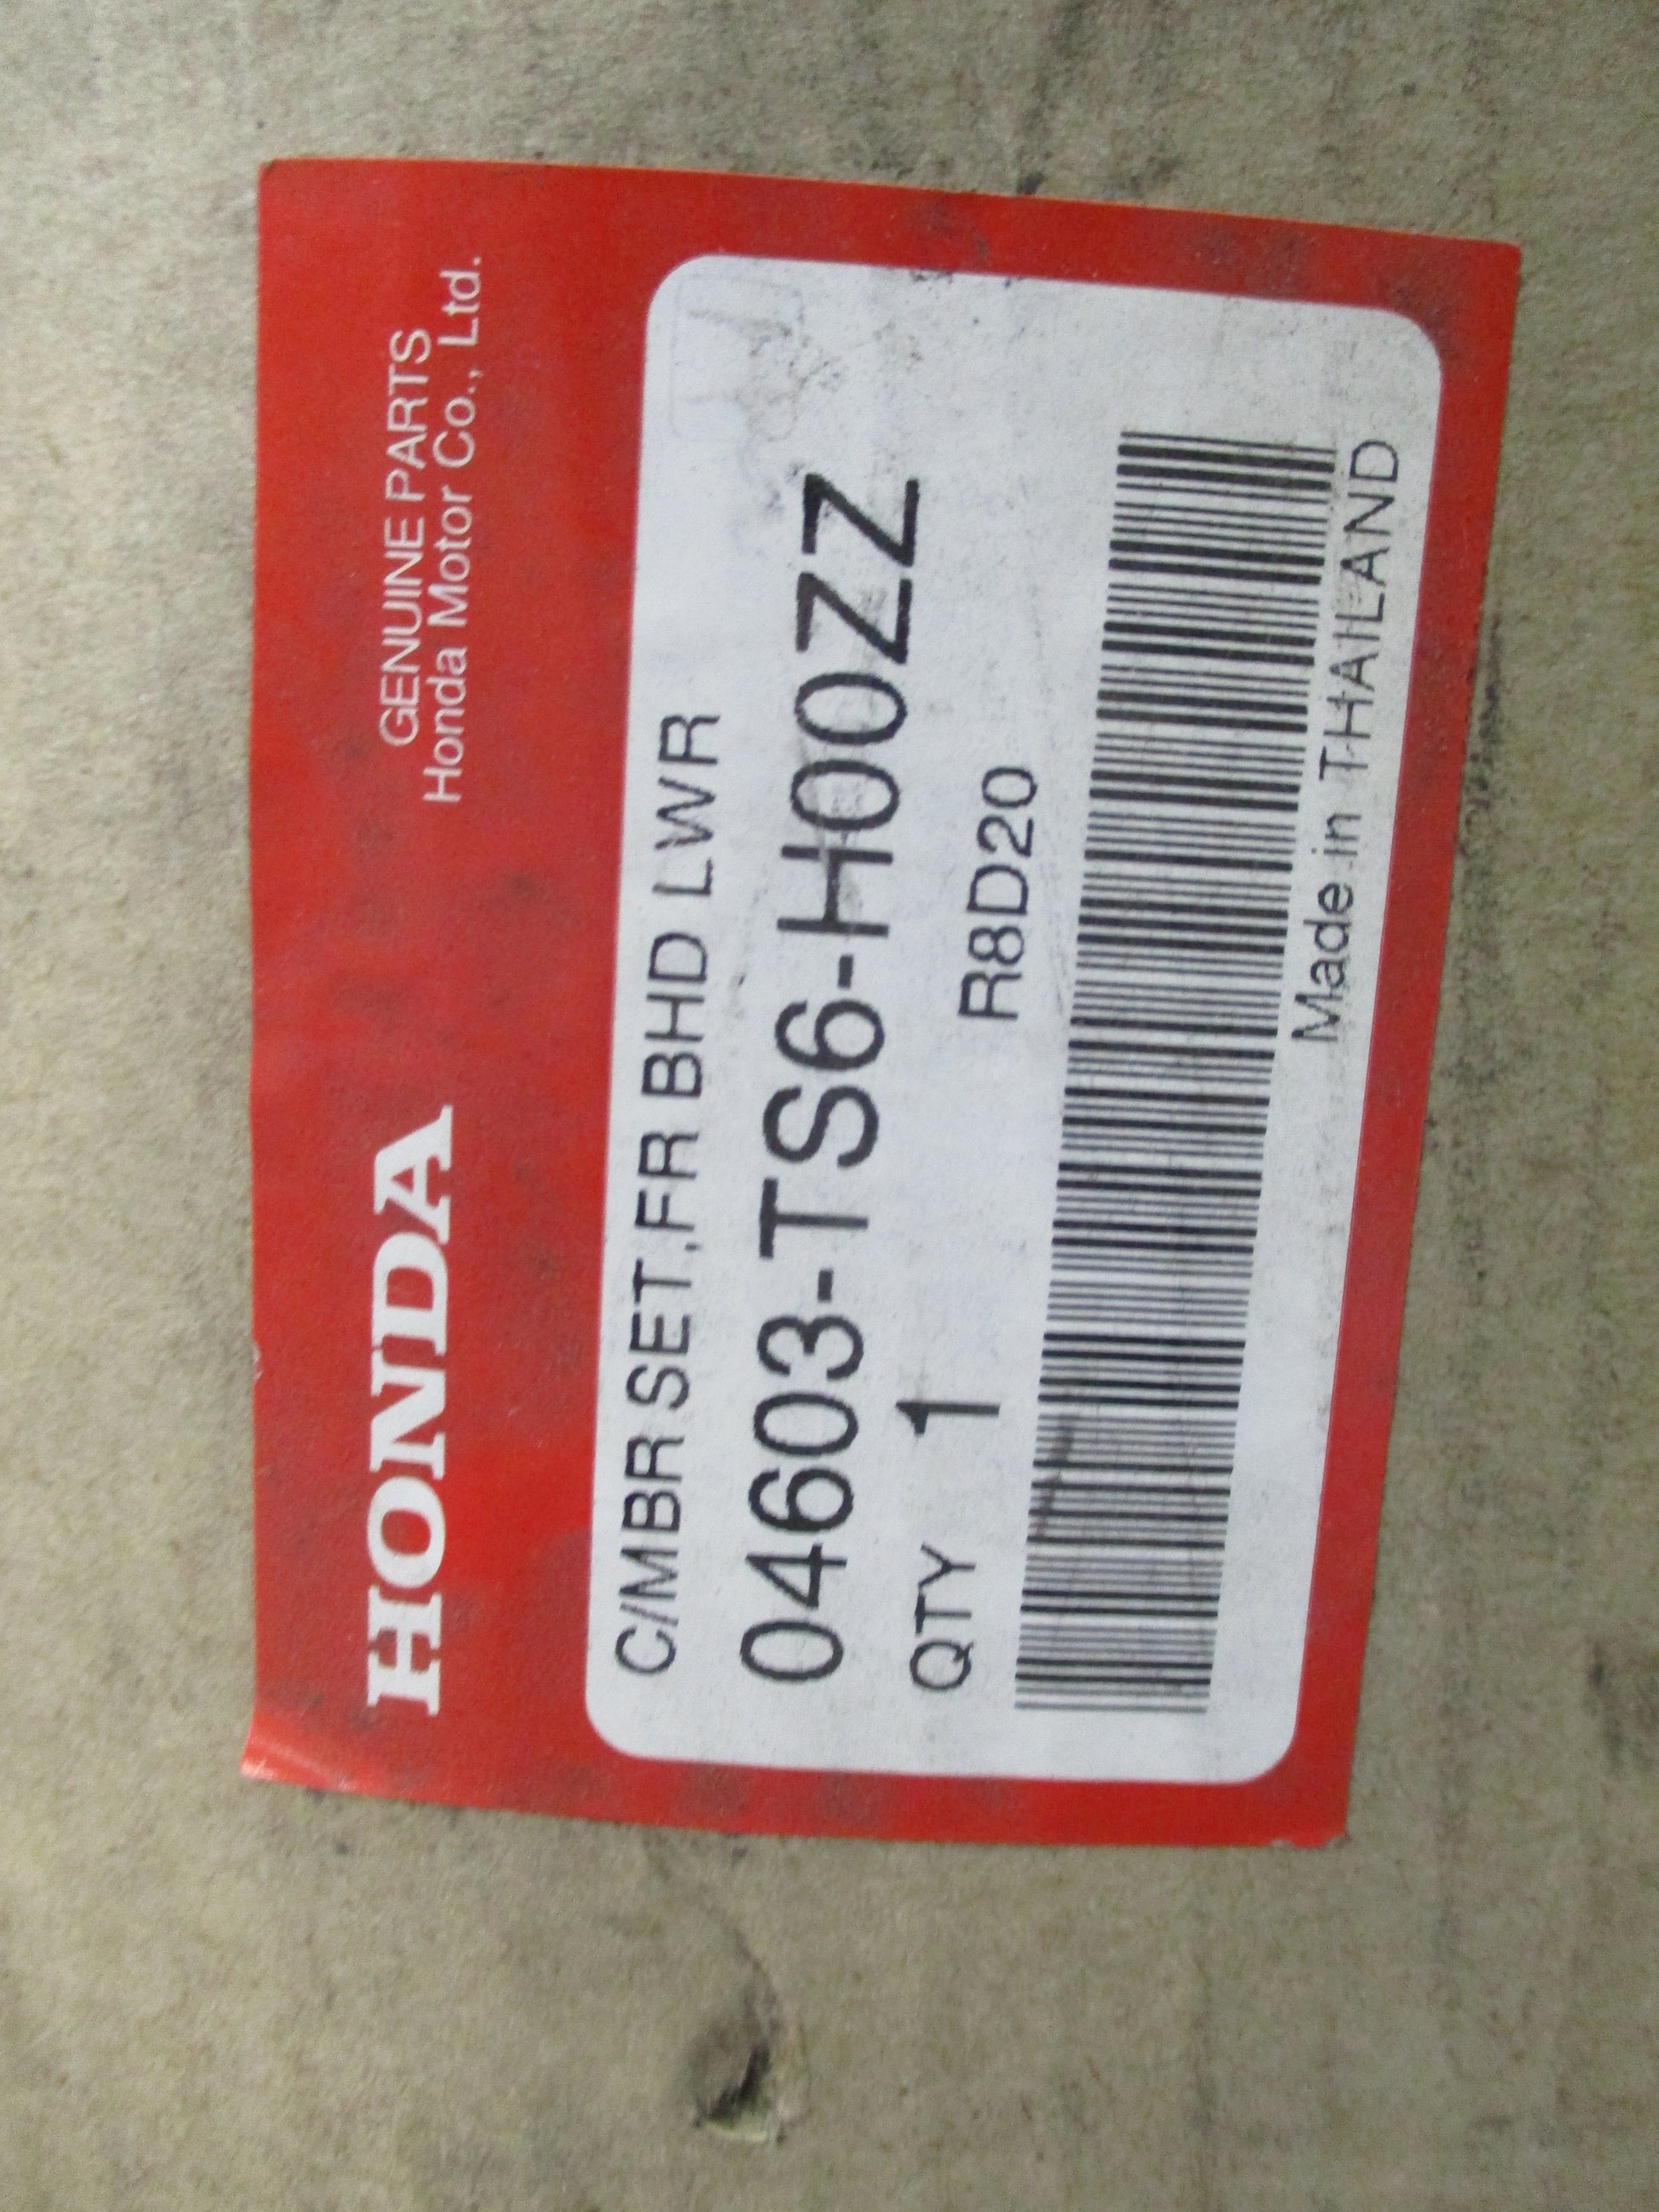 HONDA
GENUINE PARTS
Honda Motor Co., Ltd.
C/MBR SET,FR BHD LWR
04603-TS6-H00ZZ
QTY 1 R8D20
Made in THAILAND